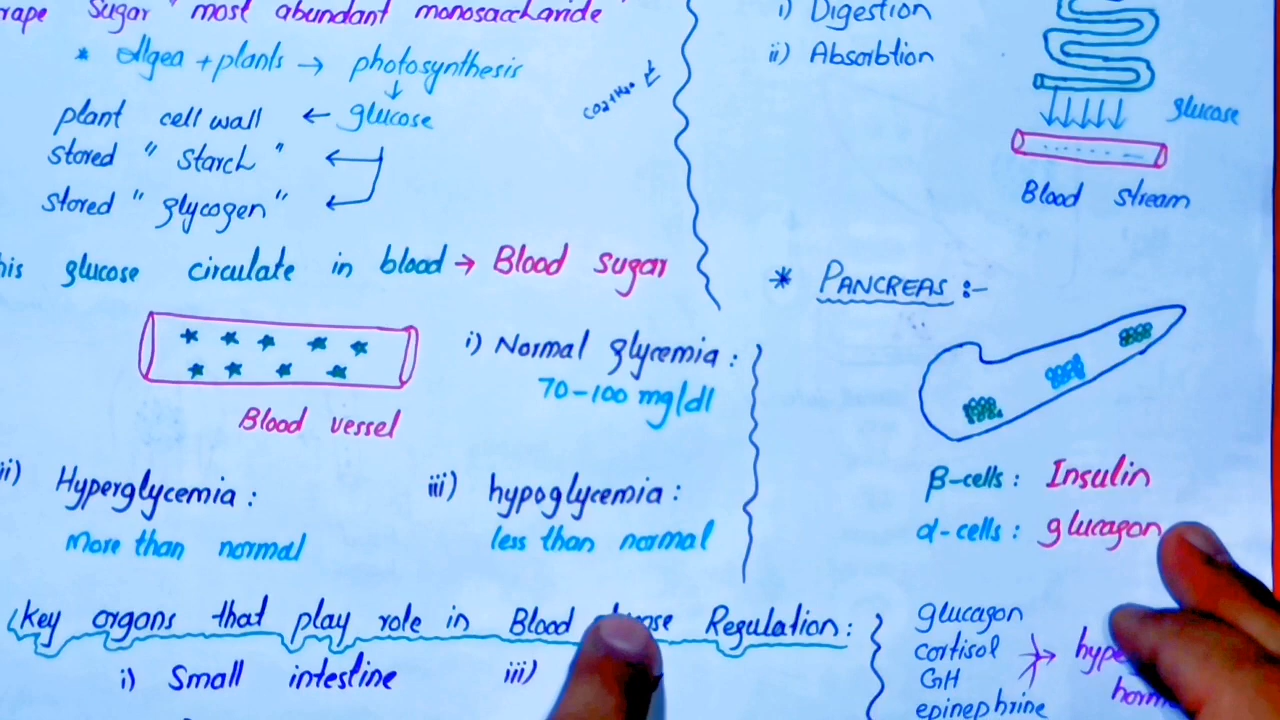 rape Sugar " most abundant monosaccharide "
* Algea + plants → photosynthesis
CO2+H2O
plant cell wall ← glucose
stored " starch "
stored " glycogen "
his glucose circulate in blood → Blood sugar
Blood vessel
i) Normal glycemia :
70-100 mg/dl
ii) Hyperglycemia :
More than normal
iii) hypoglycemia :
less than normal
key organs that play role in Blood Regulation :
i) Small intestine
iii)
i) Digestion
ii) Absorbtion
glucose
Blood stream
* PANCREAS :-
β-cells : Insulin
α-cells : glucagon
glucagon
cortisol
GH
epinephrine